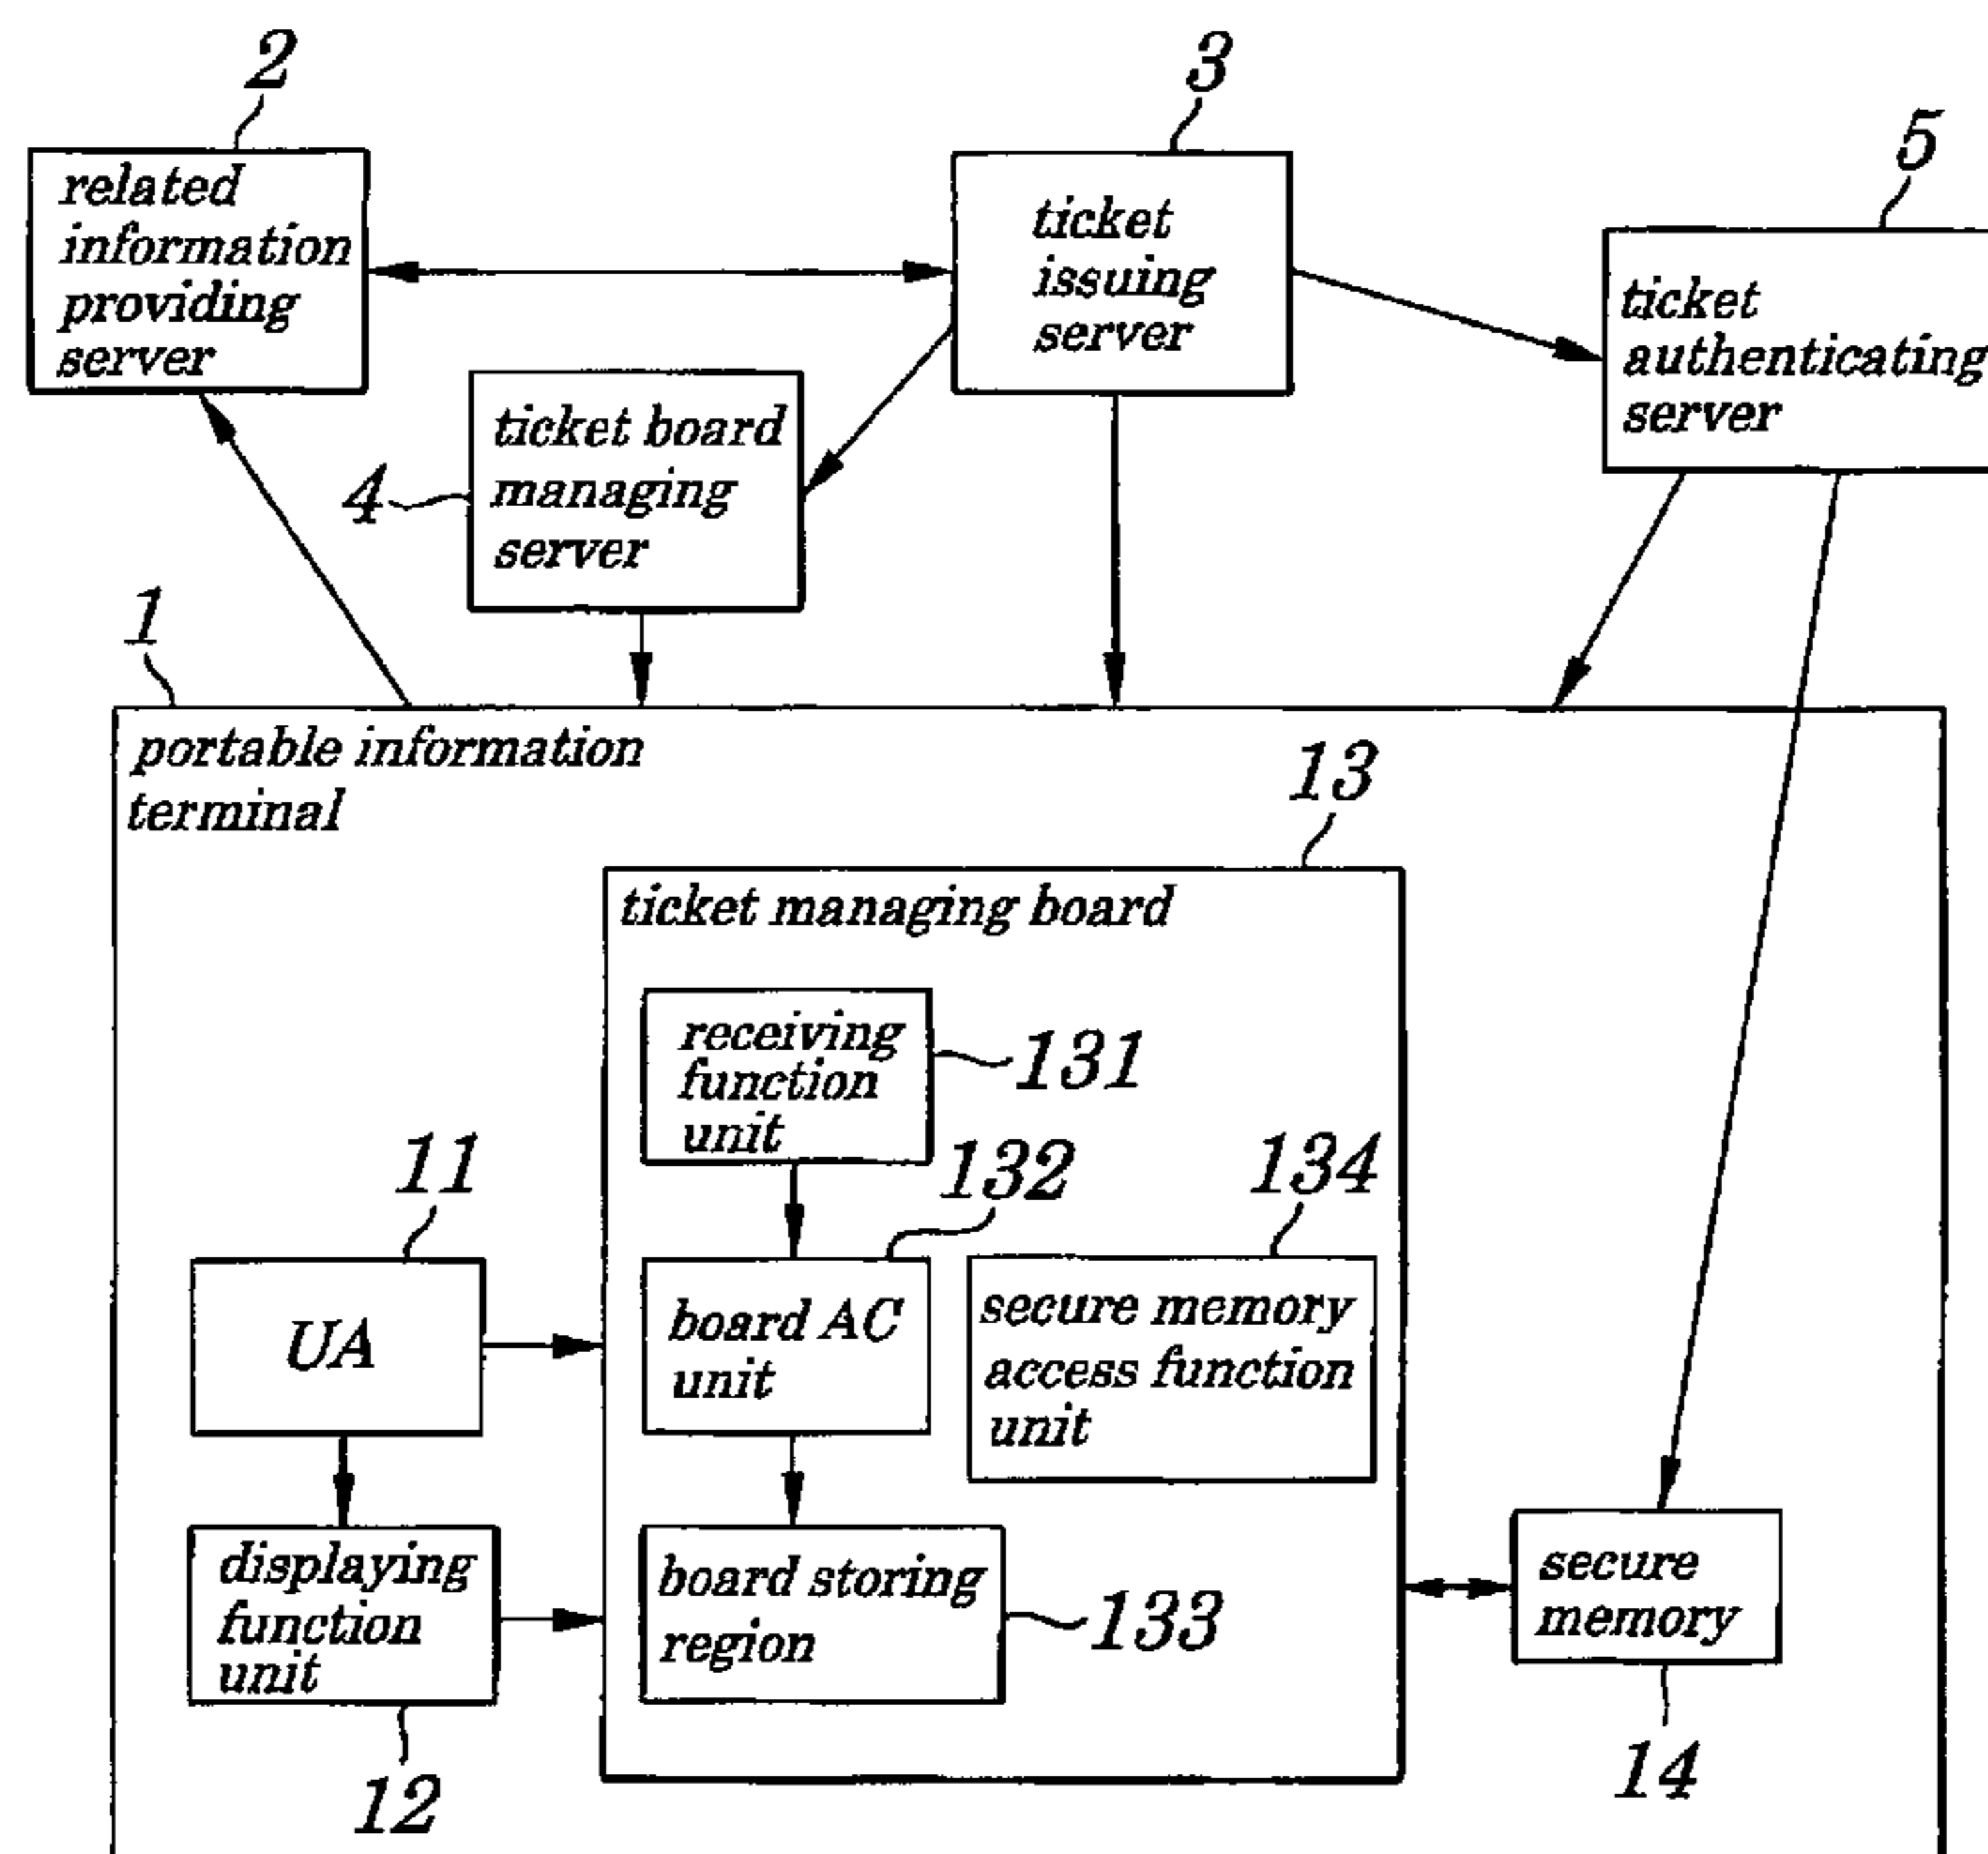 2
related
information
providing
server
3
ticket
issuing
server
5
ticket
authenticating
server
4
ticket board
managing
server
1
portable information
terminal
13
ticket managing board
receiving
function
unit
131
132
134
11
UA
board AC
unit
secure memory
access function
unit
displaying
function
unit
12
board storing
region
133
secure
memory
14